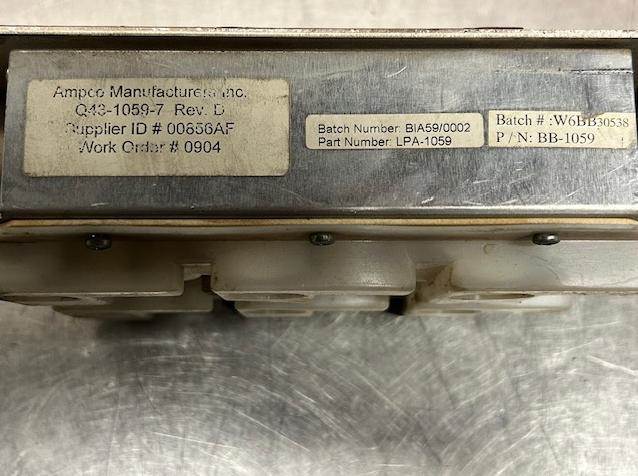 Ampco Manufacturers Inc.
Q43-1059-7 Rev. D
Supplier ID # 00856AF
Work Order # 0904
Batch Number: BIA59/0002
Part Number: LPA-1059
Batch # :W6BB30538
P / N: BB-1059